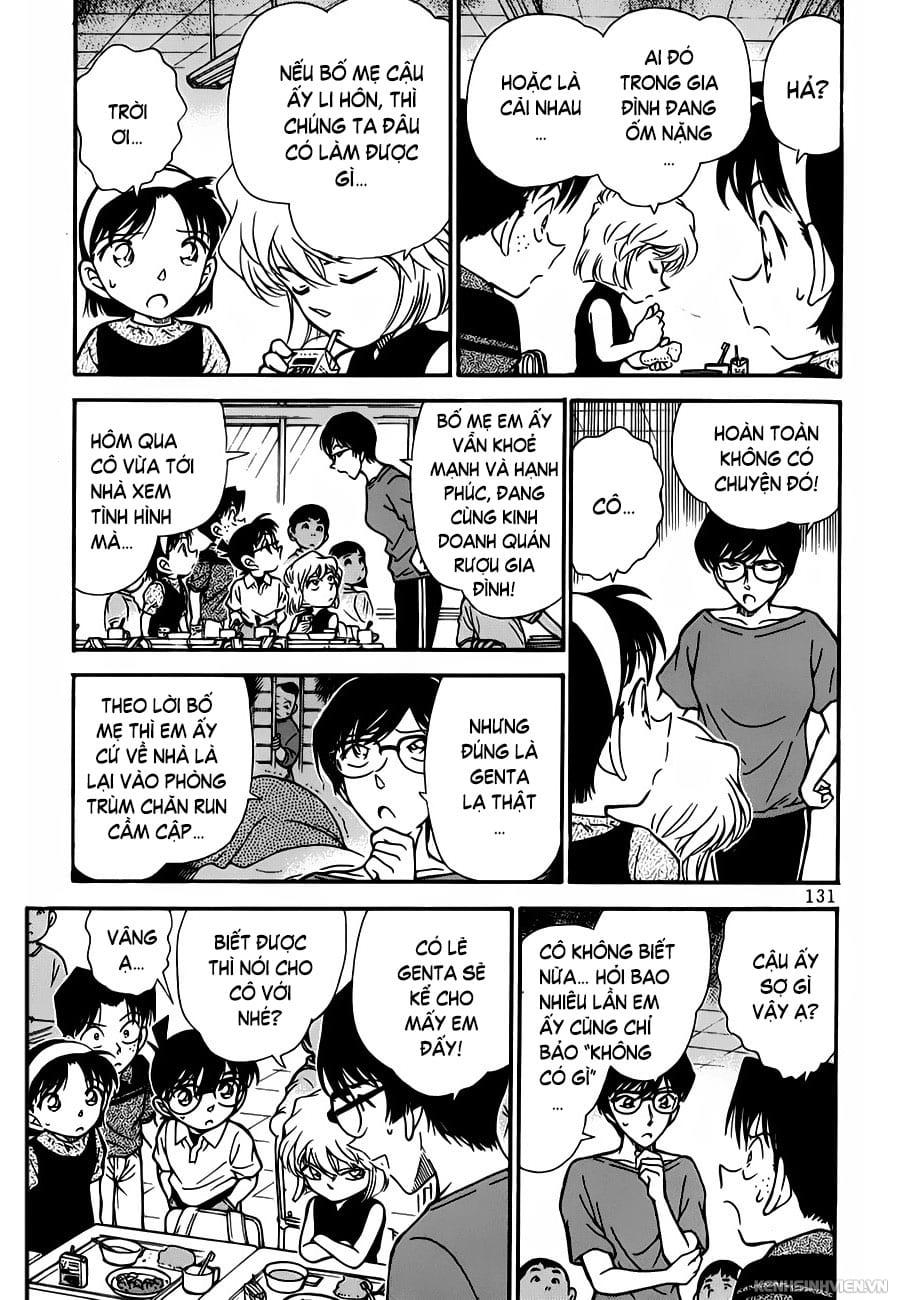 HẢ?
AI ĐÓ
TRONG GIA
ĐÌNH ĐANG
ỐM NẶNG
...
HOẶC LÀ
CẢI NHAU
...
NẾU BỐ MẸ CẬU
ẤY LI HÔN, THÌ
CHÚNG TA ĐÂU
CÓ LÀM ĐƯỢC
GÌ...
TRỜI
ƠI...
HOÀN TOÀN
KHÔNG CÓ
CHUYỆN ĐÓ!
CÔ...
BỐ MẸ EM ẤY
VẨN KHOẺ
MẠNH VÀ HẠNH
PHÚC, ĐANG
CÙNG KINH
DOANH QUÁN
RƯỢU GIA
ĐÌNH!
HÔM QUA
CÔ VỪA TỚI
NHÀ XEM
TÌNH HÌNH
MÀ...
NHƯNG
ĐÚNG LÀ
GENTA
LẠ THẬT
...
THEO LỜI BỐ
MẸ THÌ EM ẤY
CỨ VỀ NHÀ LÀ
LẠI VÀO PHÒNG
TRÙM CHĂN RUN
CẦM CẬP...
131
CẬU ẤY
SỢ GÌ
VẬY Ạ?
CÔ KHÔNG BIẾT
NỮA... HỎI BAO
NHIÊU LẦN EM
ẤY CŨNG CHỈ
BẢO “KHÔNG
CÓ GÌ”
...
CÓ LẼ
GENTA SẼ
KỂ CHO
MẤY EM
ĐẤY!
BIẾT ĐƯỢC
THÌ NÓI CHO
CÔ VỚI
NHÉ?
VÂNG
Ạ...
KENHSINHVIEN.VN